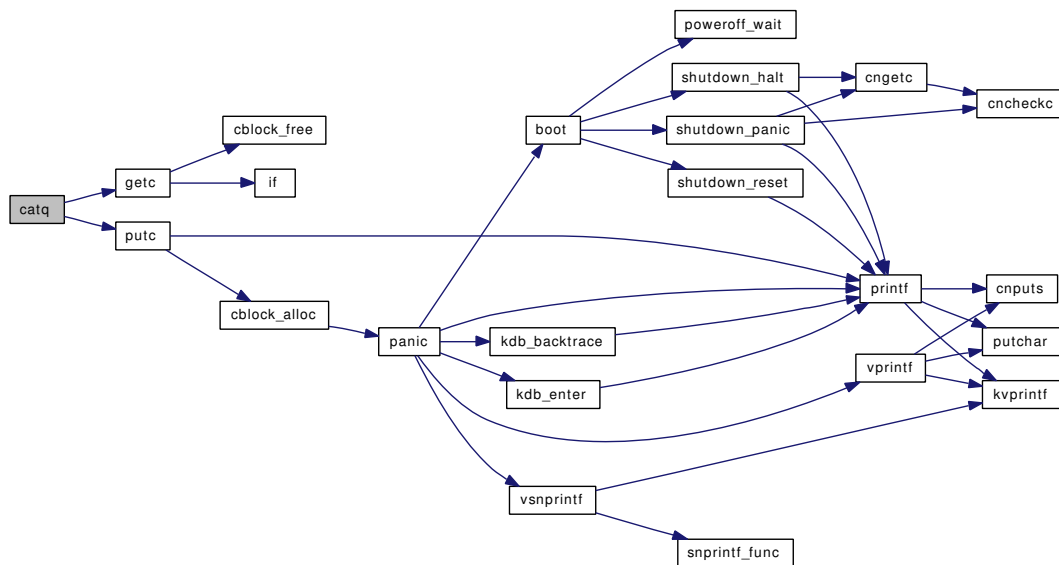 poweroff_wait
shutdown_halt
cngetc
cncheckc
cblock_free
boot
shutdown_panic
getc
if
shutdown_reset
catq
putc
printf
cnputs
cblock_alloc
panic
kdb_backtrace
putchar
vprintf
kdb_enter
kvprintf
vsnprintf
snprintf_func